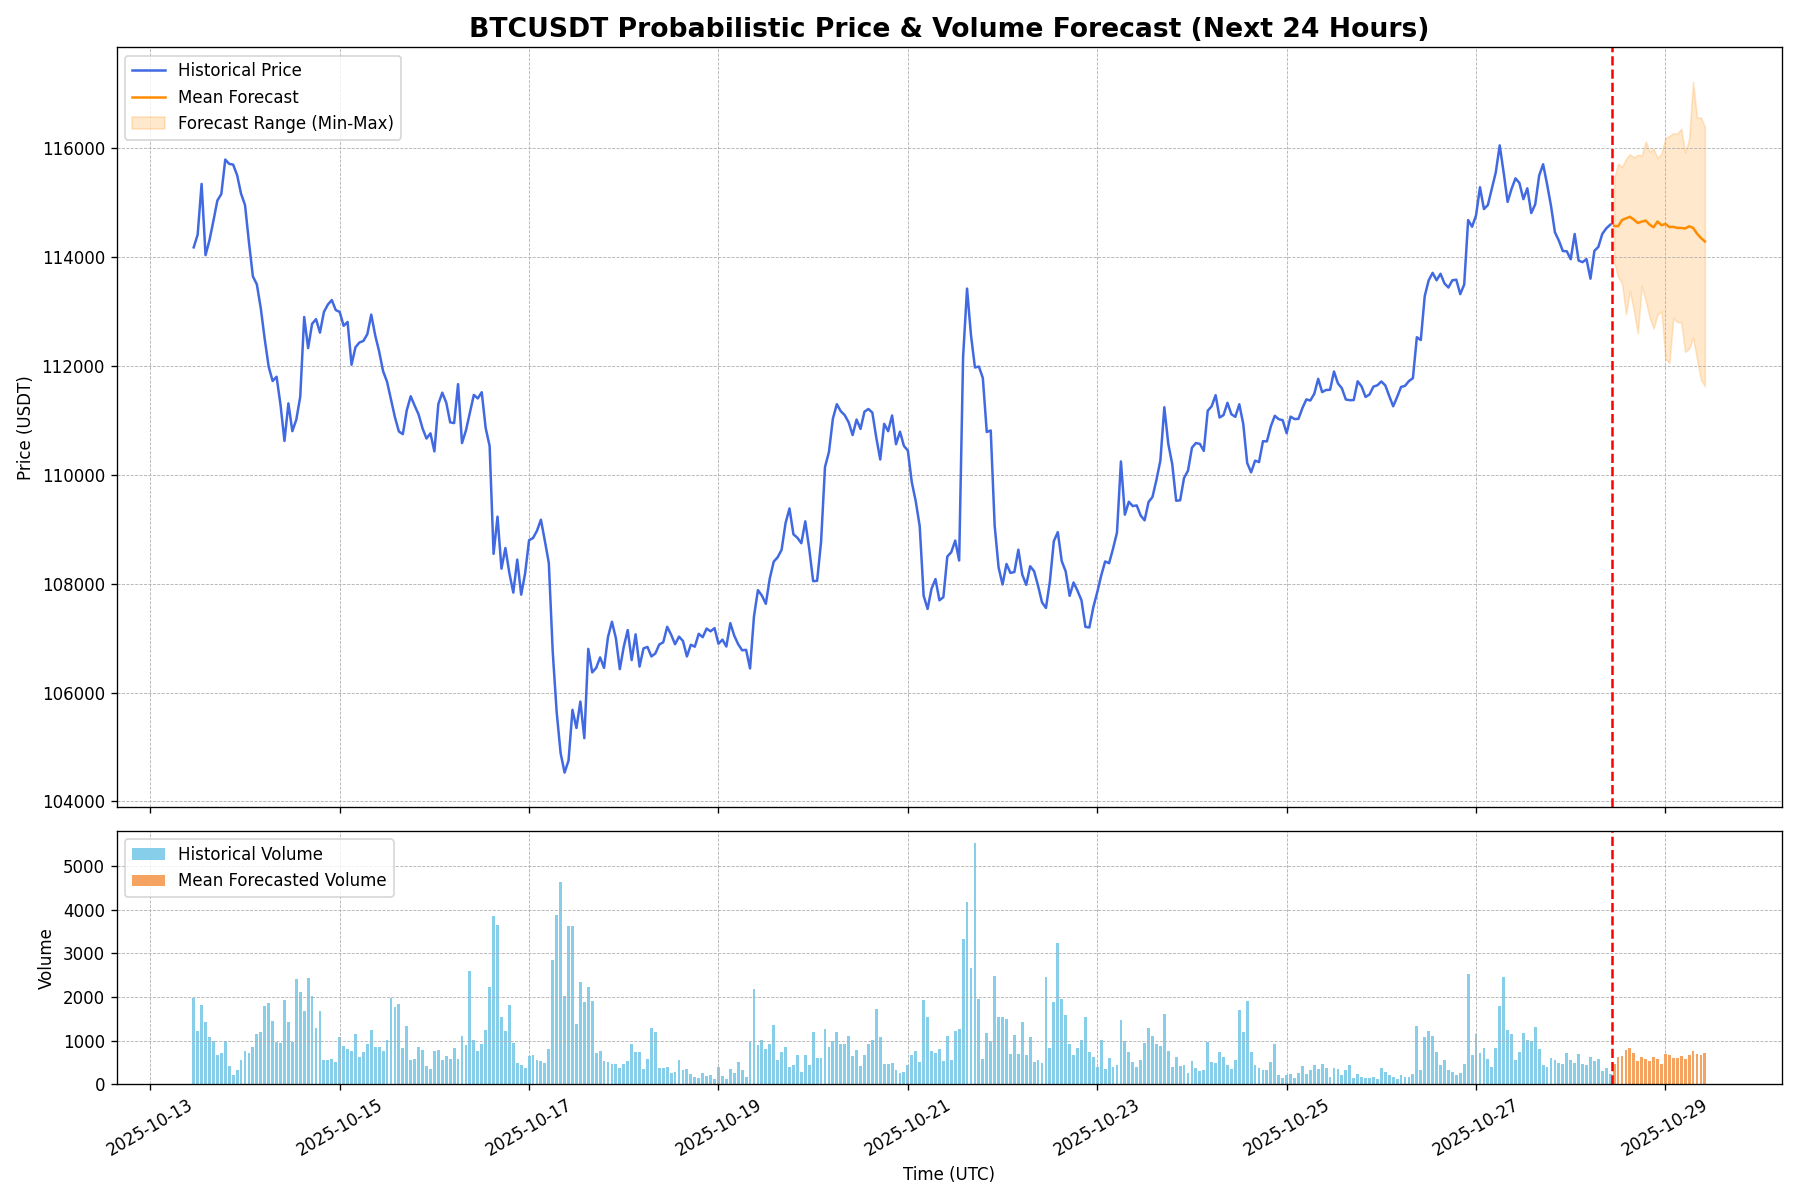 BTCUSDT Probabilistic Price & Volume Forecast (Next 24 Hours)
Historical Price
Mean Forecast
Forecast Range (Min-Max)
116000
114000
112000
110000
108000
106000
104000
Price (USDT)
Historical Volume
Mean Forecasted Volume
5000
4000
3000
2000
1000
0
Volume
2025-10-13
2025-10-15
2025-10-17
2025-10-19
2025-10-21
2025-10-23
2025-10-25
2025-10-27
2025-10-29
Time (UTC)